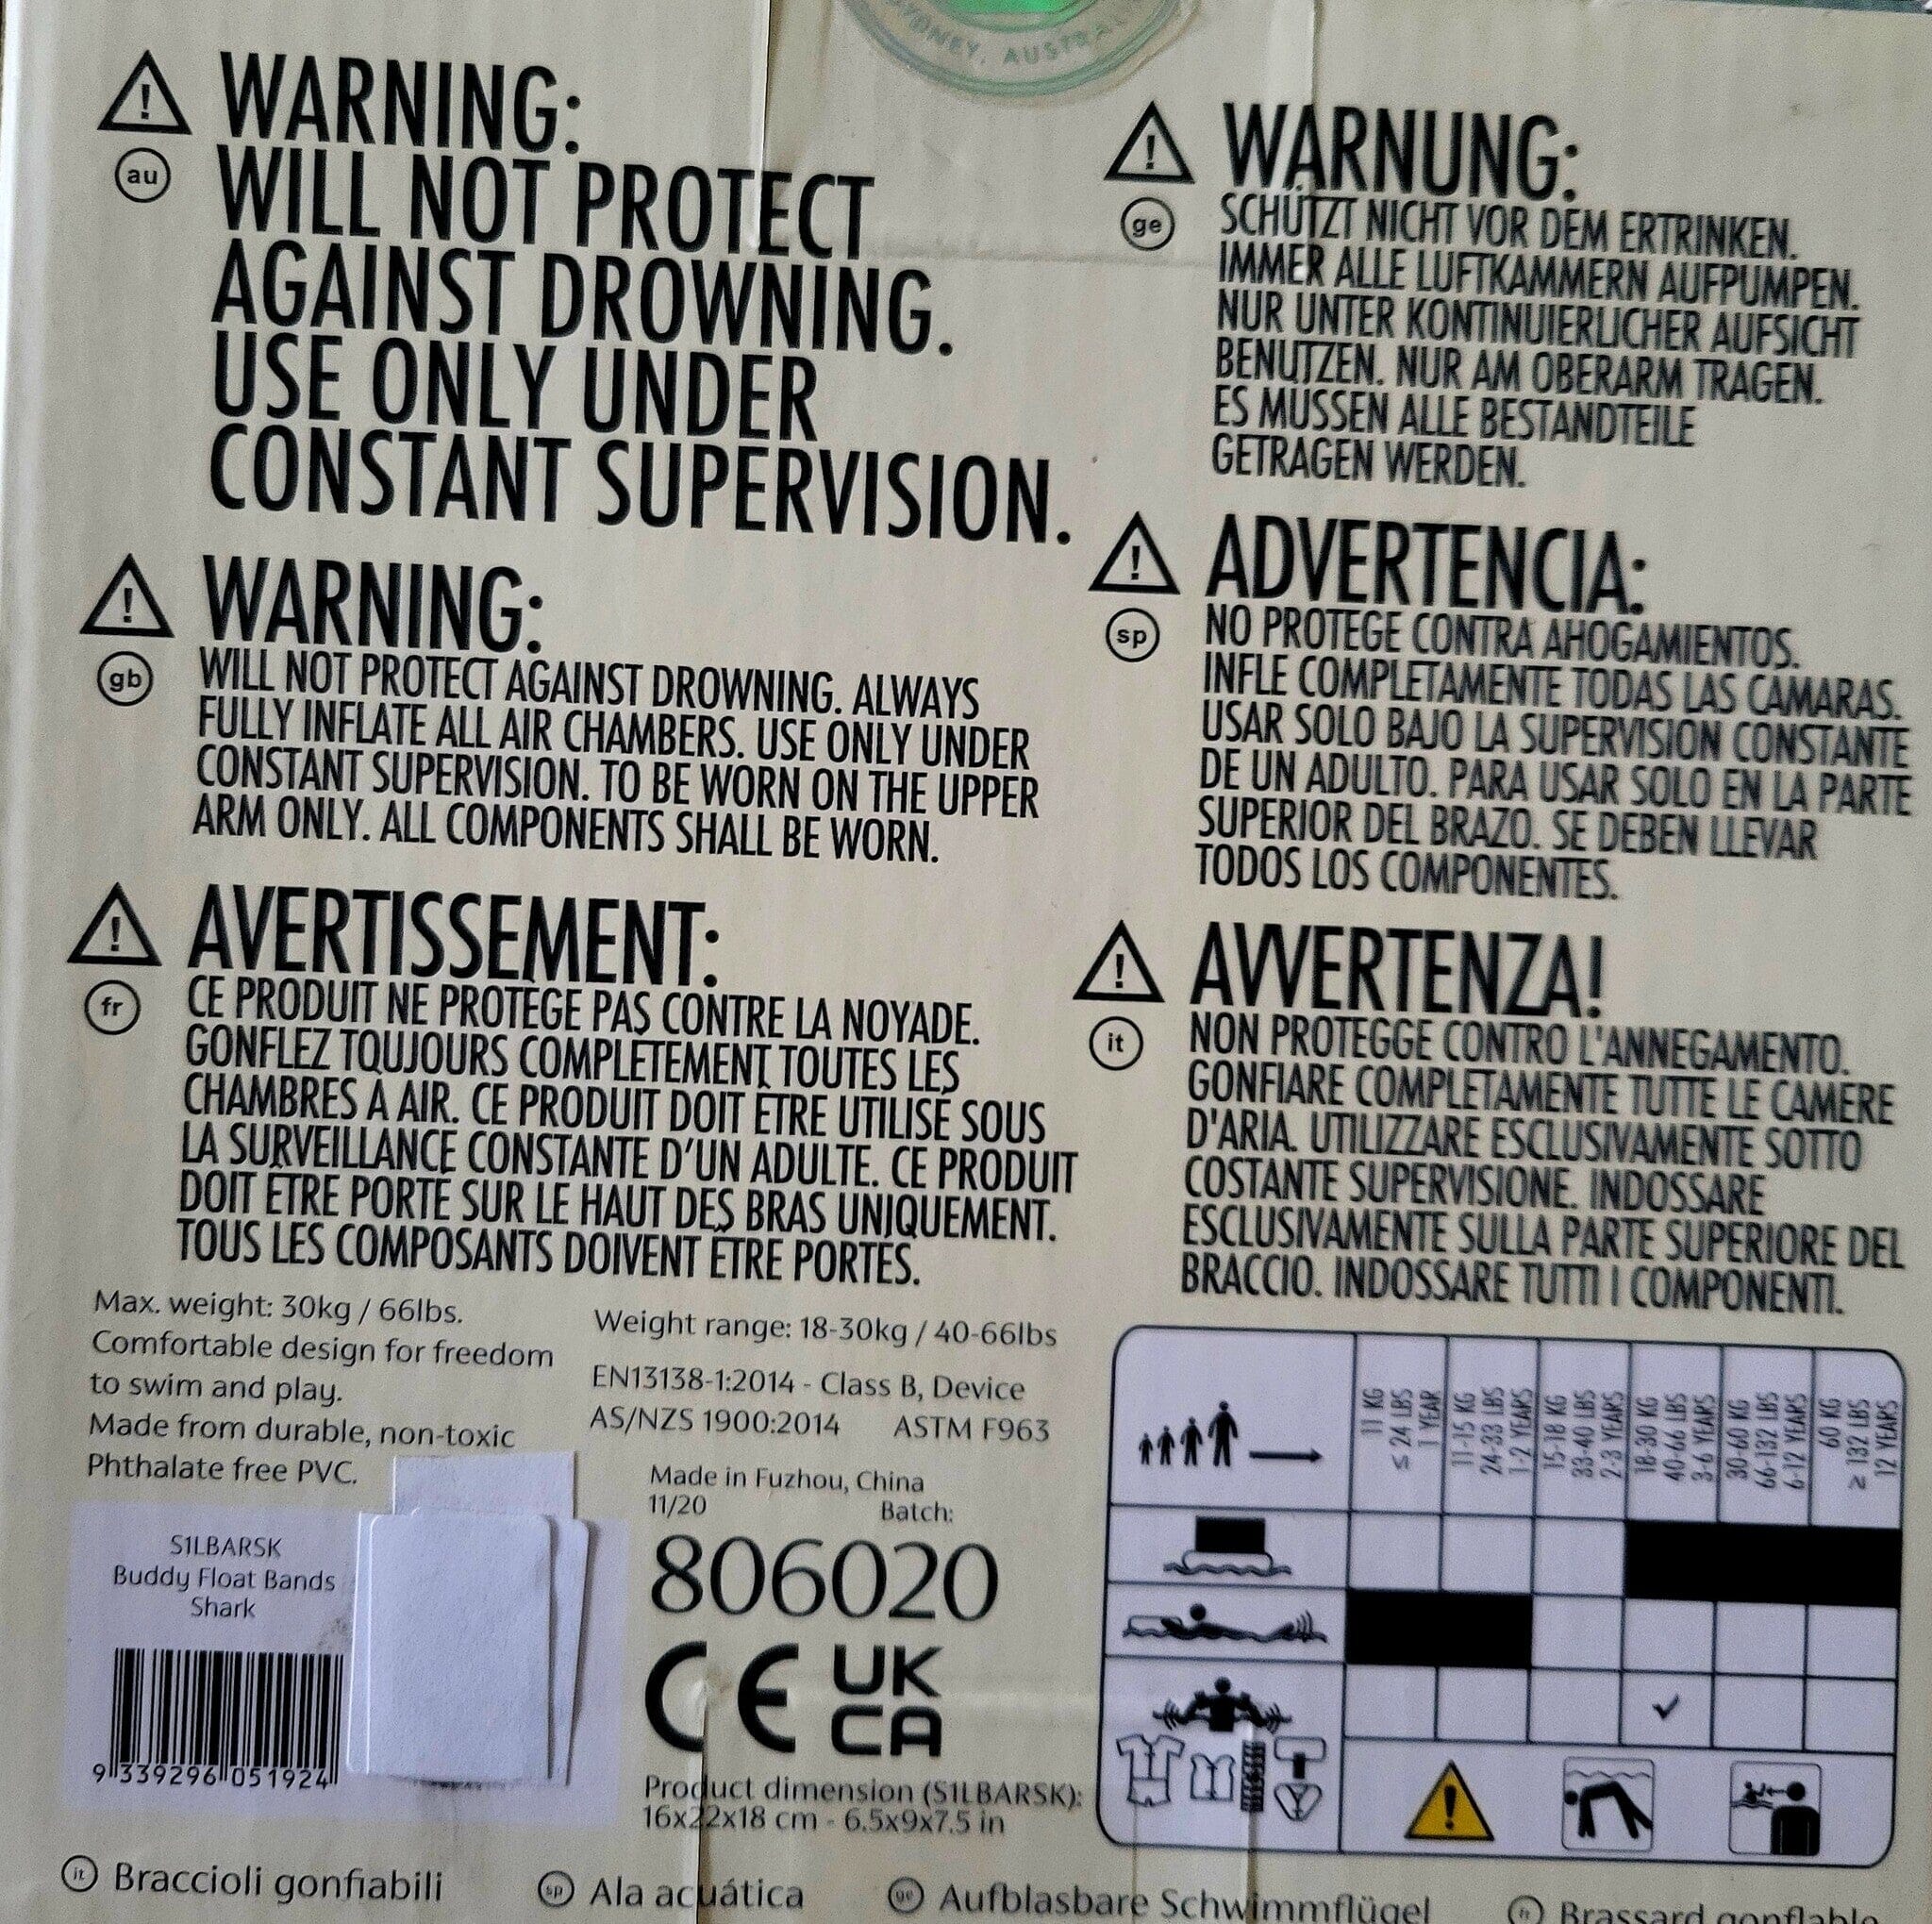 SYDNEY, AUSTRA
WARNING:
au
WILL NOT PROTECT
AGAINST DROWNING.
USE ONLY UNDER
CONSTANT SUPERVISION.
WARNING:
gb
WILL NOT PROTECT AGAINST DROWNING. ALWAYS
FULLY INFLATE ALL AIR CHAMBERS. USE ONLY UNDER
CONSTANT SUPERVISION. TO BE WORN ON THE UPPER
ARM ONLY. ALL COMPONENTS SHALL BE WORN.
AVERTISSEMENT:
fr
CE PRODUIT NE PROTÈGE PAS CONTRE LA NOYADE.
GONFLEZ TOUJOURS COMPLÈTEMENT TOUTES LES
CHAMBRES À AIR. CE PRODUIT DOIT ÊTRE UTILISÉ SOUS
LA SURVEILLANCE CONSTANTE D'UN ADULTE. CE PRODUIT
DOIT ÊTRE PORTÉ SUR LE HAUT DES BRAS UNIQUEMENT.
TOUS LES COMPOSANTS DOIVENT ÊTRE PORTÉS.
WARNUNG:
ge
SCHÜTZT NICHT VOR DEM ERTRINKEN.
IMMER ALLE LUFTKAMMERN AUFPUMPEN.
NUR UNTER KONTINUIERLICHER AUFSICHT
BENUTZEN. NUR AM OBERARM TRAGEN.
ES MÜSSEN ALLE BESTANDTEILE
GETRAGEN WERDEN.
ADVERTENCIA:
sp
NO PROTEGE CONTRA AHOGAMIENTOS.
INFLE COMPLETAMENTE TODAS LAS CAMARAS.
USAR SOLO BAJO LA SUPERVISION CONSTANTE
DE UN ADULTO. PARA USAR SOLO EN LA PARTE
SUPERIOR DEL BRAZO. SE DEBEN LLEVAR
TODOS LOS COMPONENTES.
AVVERTENZA!
it
NON PROTEGGE CONTRO L'ANNEGAMENTO.
GONFIARE COMPLETAMENTE TUTTE LE CAMERE
D'ARIA. UTILIZZARE ESCLUSIVAMENTE SOTTO
COSTANTE SUPERVISIONE. INDOSSARE
ESCLUSIVAMENTE SULLA PARTE SUPERIORE DEL
BRACCIO. INDOSSARE TUTTI I COMPONENTI.
Max. weight: 30kg / 66lbs.
Comfortable design for freedom
to swim and play.
Made from durable, non-toxic
Phthalate free PVC.
Weight range: 18-30kg / 40-66lbs
EN13138-1:2014 - Class B, Device
AS/NZS 1900:2014 ASTM F963
Made in Fuzhou, China
11/20 Batch:
806020
CE UK
CA
Product dimension (S1LBARSK):
16x22x18 cm - 6.5x9x7.5 in
S1LBARSK
Buddy Float Bands
Shark
9 339296 051924
11 KG
≤ 24 LBS
1 YEAR
11-15 KG
24-33 LBS
1-2 YEARS
15-18 KG
33-40 LBS
2-3 YEARS
18-30 KG
40-66 LBS
3-6 YEARS
30-60 KG
66-132 LBS
6-12 YEARS
60 KG
≥ 132 LBS
12 YEARS
it Braccioli gonfiabili
sp Ala acuática
ge Aufblasbare Schwimmflügel
fr Brassard gonflable